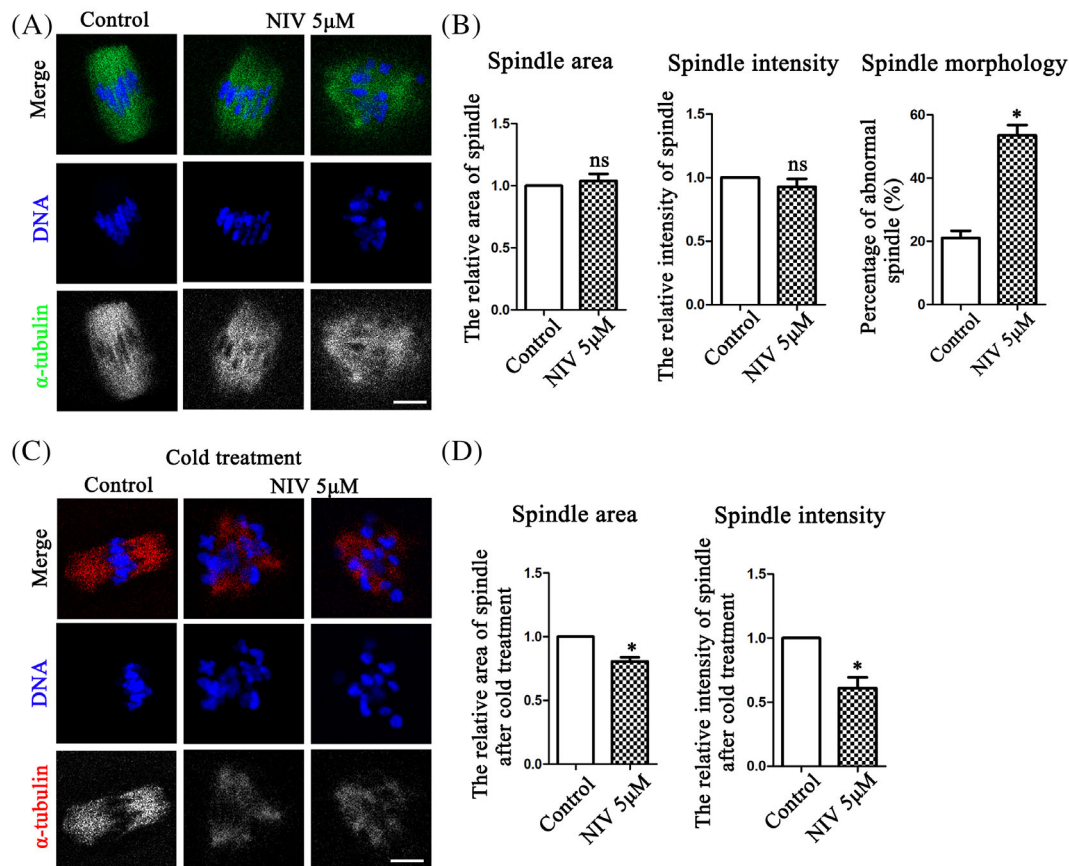 (A)
Control
NIV 5μM
Merge
DNA
α-tubulin
(B)
Spindle area
The relative area of spindle
1.5
1.0
0.5
0.0
ns
Control
NIV 5μM
Spindle intensity
The relative intensity of spindle
1.5
1.0
0.5
0.0
ns
Control
NIV 5μM
Spindle morphology
Percentage of abnormal
spindle (%)
60
40
20
0
*
Control
NIV 5μM
(C)
Cold treatment
Control
NIV 5μM
Merge
DNA
α-tubulin
(D)
Spindle area
The relative area of spindle
after cold treatment
1.5
1.0
0.5
0.0
*
Control
NIV 5μM
Spindle intensity
The relative intensity of spindle
after cold treatment
1.5
1.0
0.5
0.0
*
Control
NIV 5μM